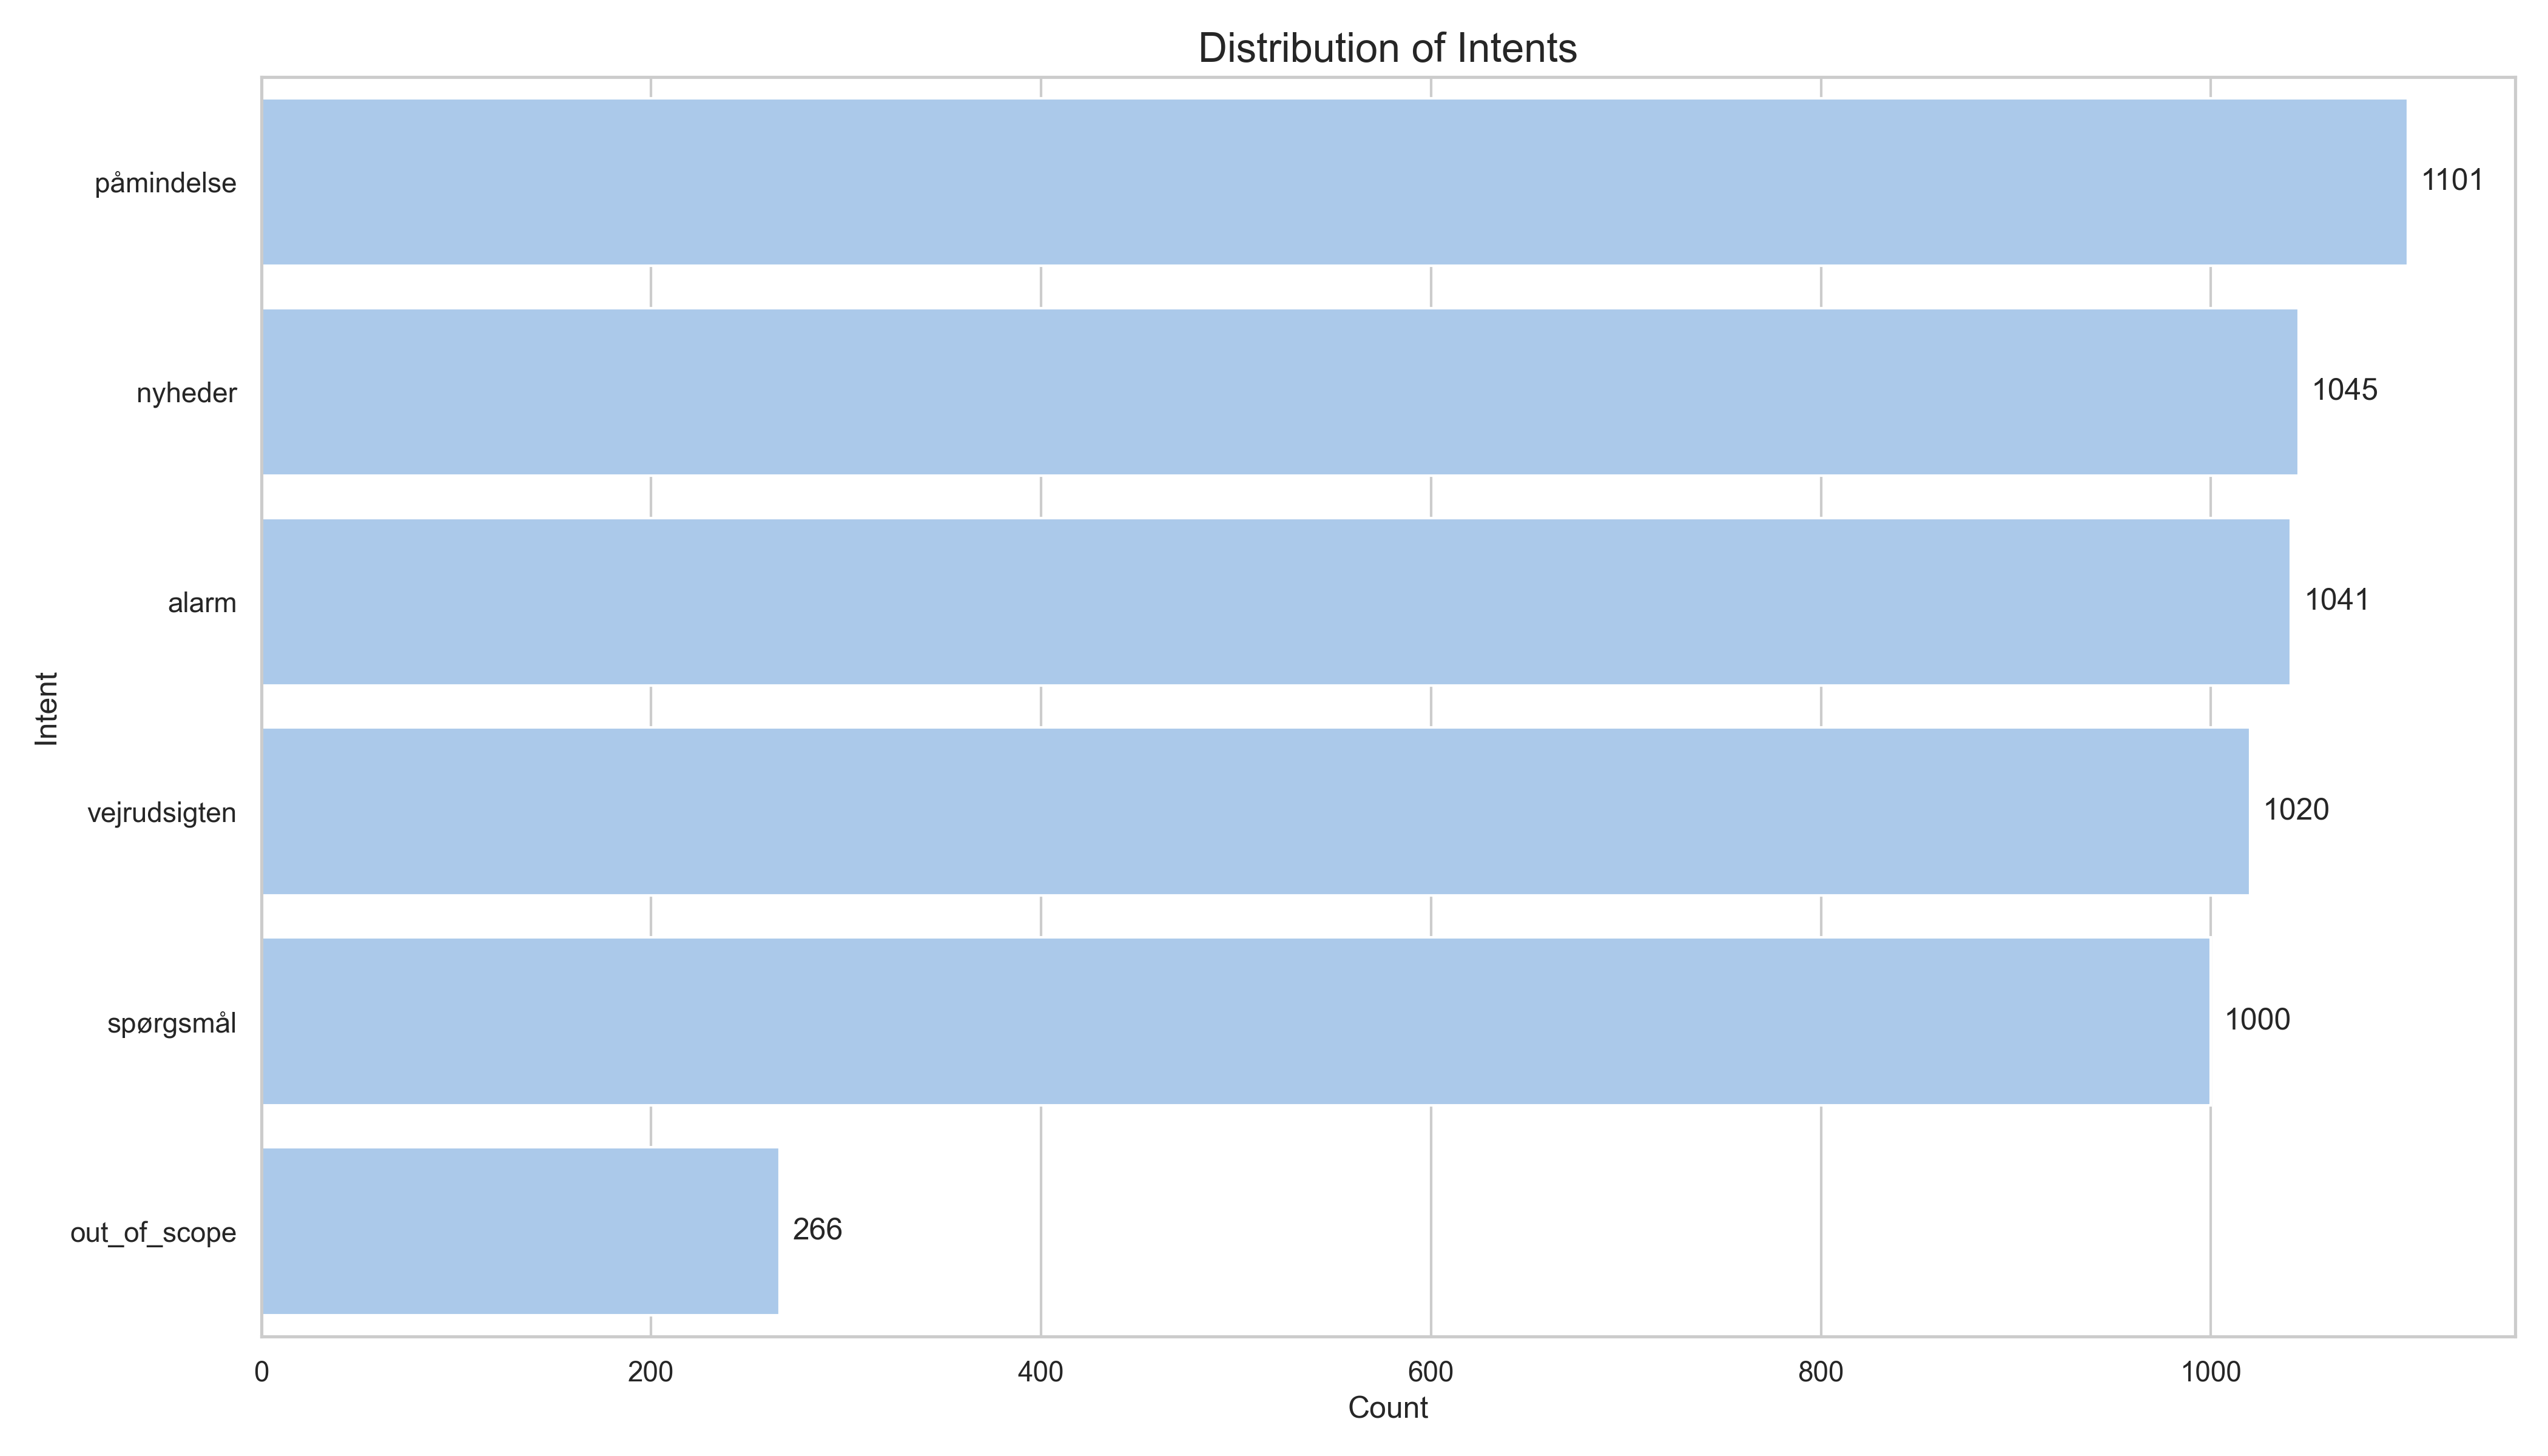 Distribution of Intents
påmindelse
1101
nyheder
1045
alarm
1041
Intent
vejrudsigten
1020
spørgsmål
1000
out_of_scope
266
0 200 400 600 800 1000
Count